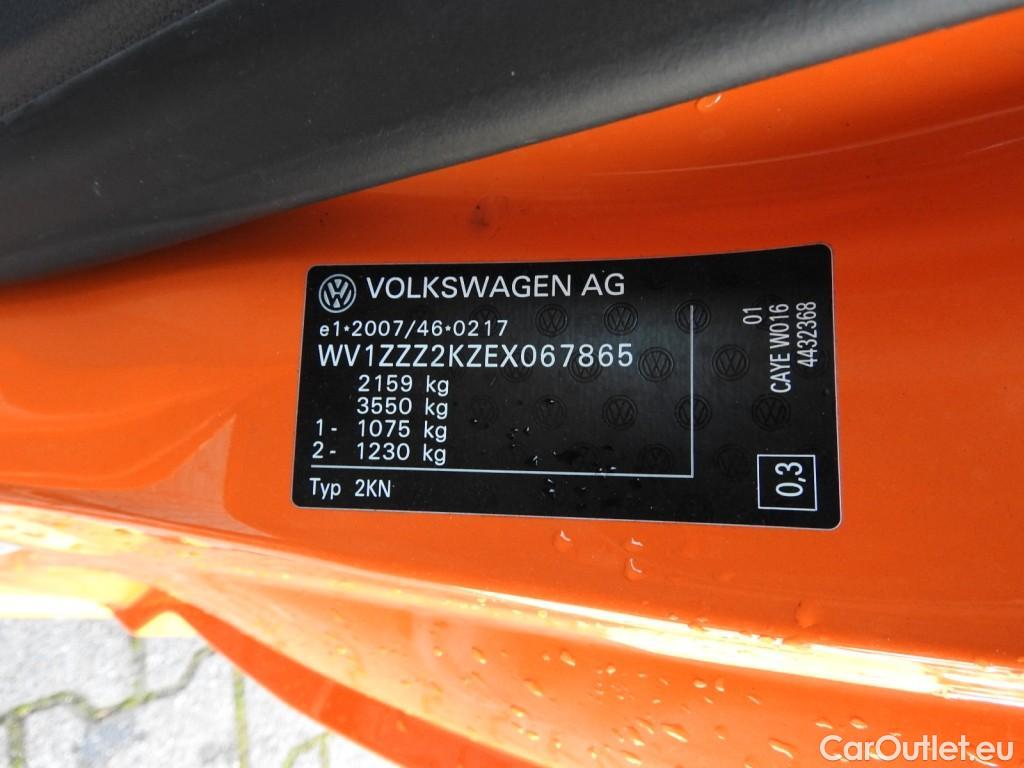 VOLKSWAGEN AG
e1*2007/46*0217
WV1ZZZ2KZEX067865
2159 kg
3550 kg
1- 1075 kg
2- 1230 kg
Typ 2KN
01
CAYE W016
4432368
0,3
CarOutlet.eu